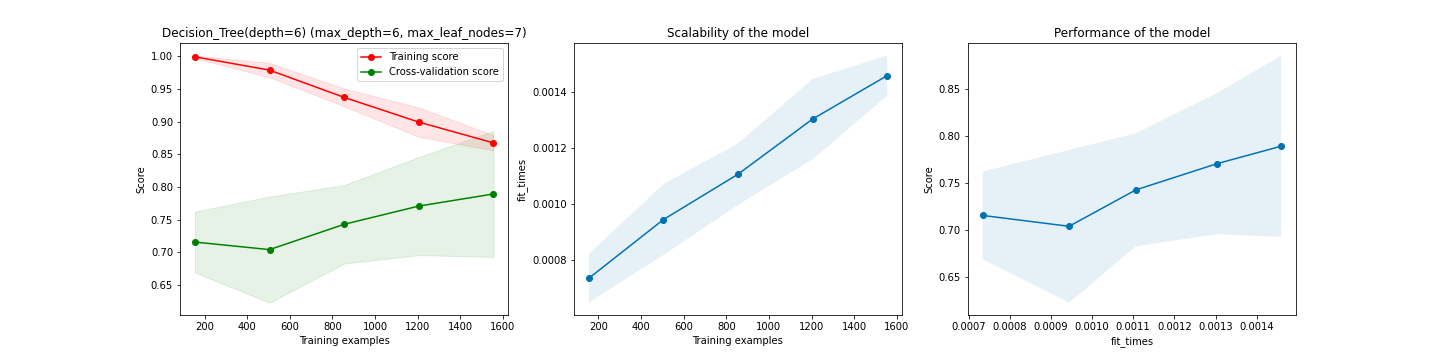 Decision_Tree(depth=6) (max_depth=6, max_leaf_nodes=7)
Training score
Cross-validation score
Score
1.00
0.95
0.90
0.85
0.80
0.75
0.70
0.65
200 400 600 800 1000 1200 1400 1600
Training examples
Scalability of the model
fit_times
0.0014
0.0012
0.0010
0.0008
200 400 600 800 1000 1200 1400 1600
Training examples
Performance of the model
Score
0.85
0.80
0.75
0.70
0.65
0.0007 0.0008 0.0009 0.0010 0.0011 0.0012 0.0013 0.0014
fit_times